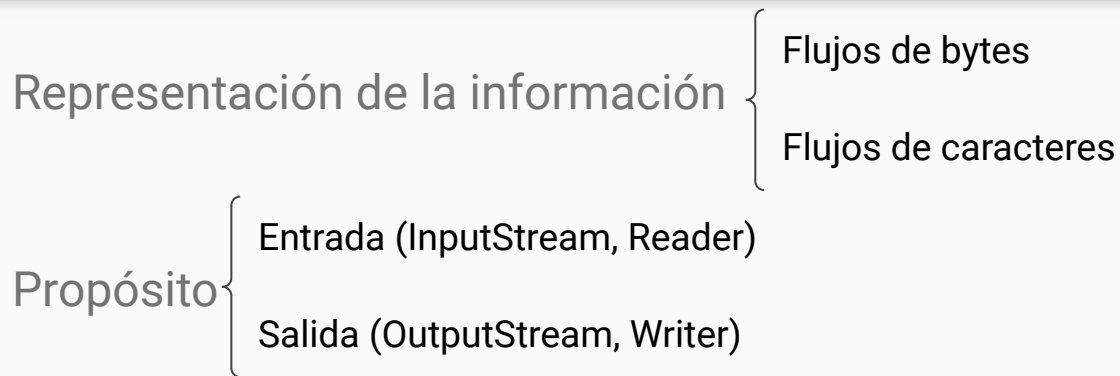 Flujos de bytes
Representación de la información
Flujos de caracteres
Entrada (InputStream, Reader)
Propósito
Salida (OutputStream, Writer)